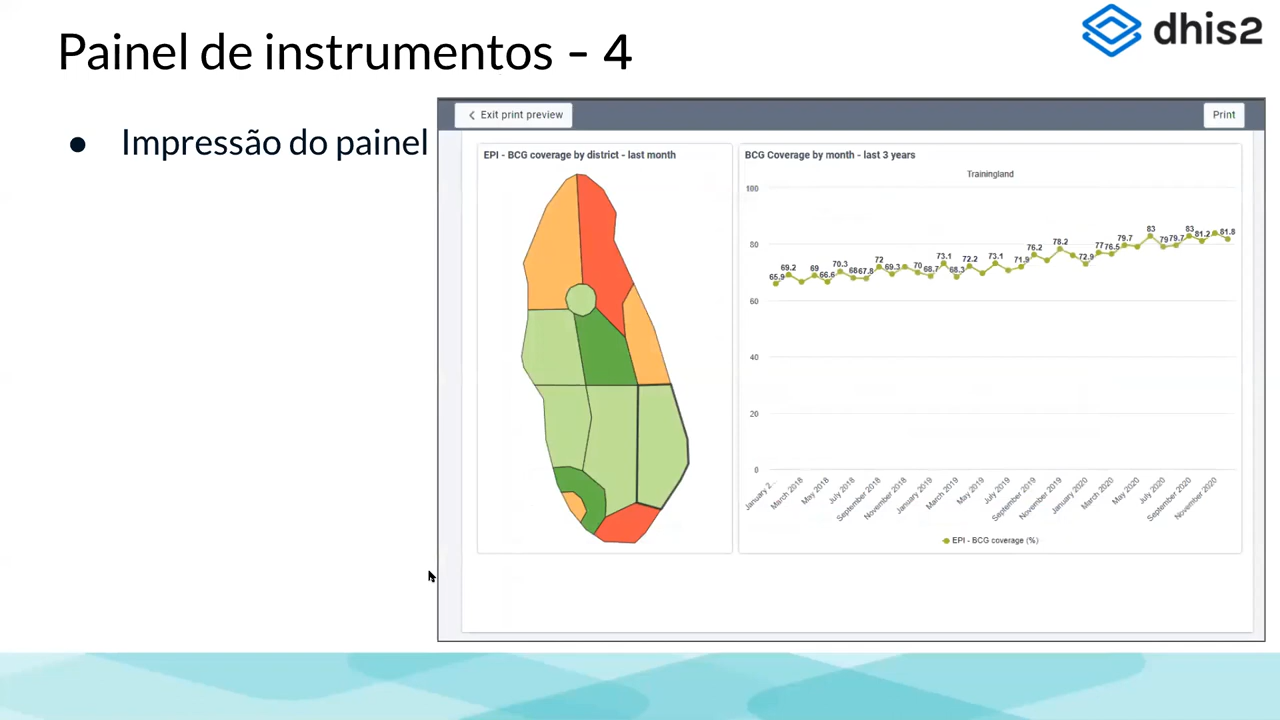 Painel de instrumentos – 4
dhis2
● Impressão do painel
Exit print preview
Print
EPI - BCG coverage by district - last month
BCG Coverage by month - last 3 years
Trainingland
100
80
60
40
20
0
65.9 69.2 69 66.6 70.3 68 67.8 72 69.3 70 68.7 73.1 68.3 72.2 73.1 71.9 76.2 78.2 72.9 77 76.5 79.7 83 79 79.7 83 81.2 81.8
January 2... March 2018 May 2018 July 2018 September 2018 November 2018 January 2019 March 2019 May 2019 July 2019 September 2019 November 2019 January 2020 March 2020 May 2020 July 2020 September 2020 November 2020
EPI - BCG coverage (%)